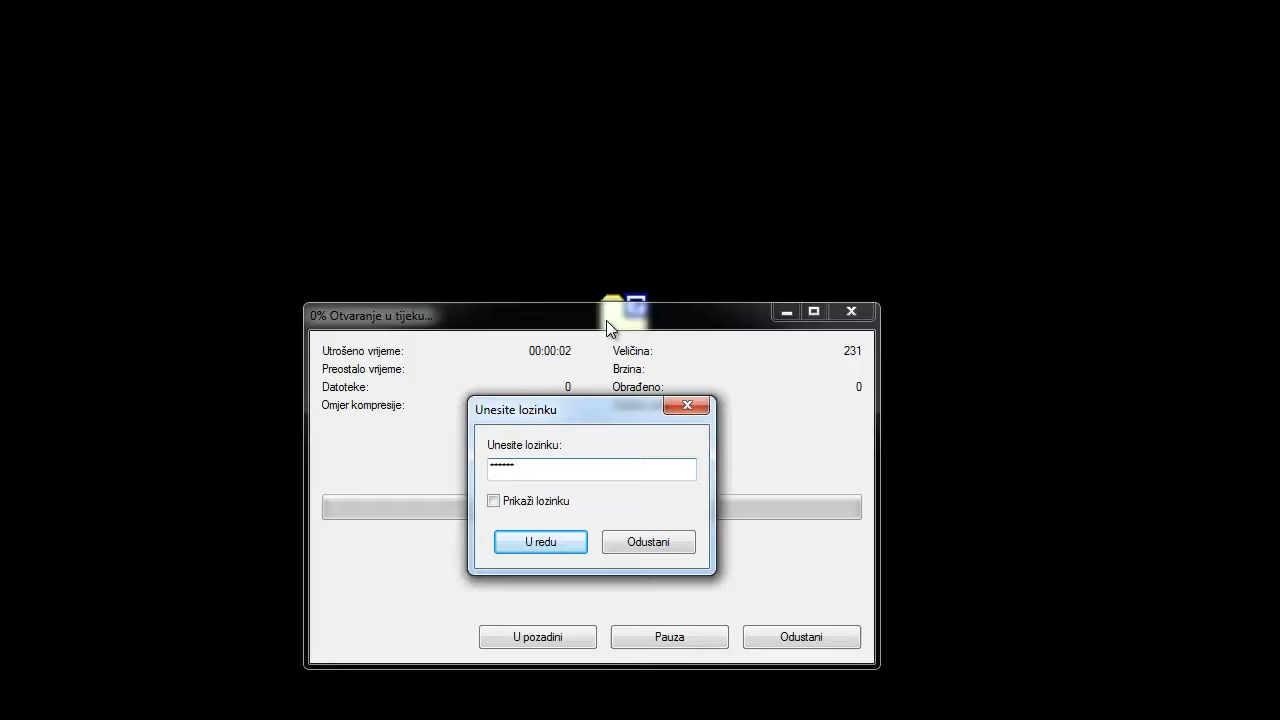 0% Otvaranje u tijeku...
Utrošeno vrijeme: 00:00:02 Veličina: 231
Preostalo vrijeme: Brzina:
Datoteke: 0 Obrađeno: 0
Omjer kompresije:
Unesite lozinku
Unesite lozinku:
******
Prikaži lozinku
U redu Odustani
U pozadini Pauza Odustani